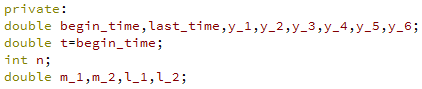 private:
double begin_time,last_time,y_1,y_2,y_3,y_4,y_5,y_6;
double t=begin_time;
int n;
double m_1,m_2,l_1,l_2;